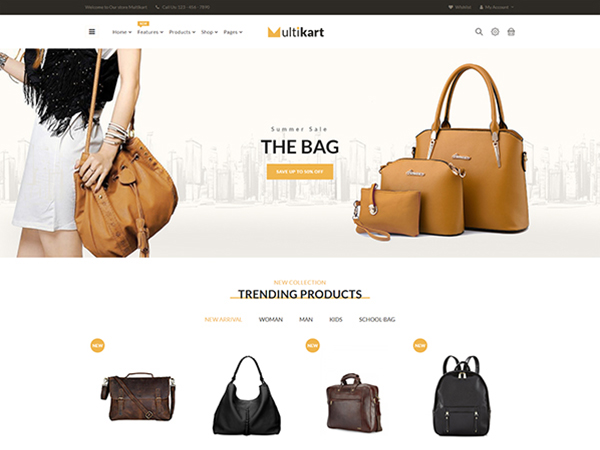 Welcome to Our store Multikart
Call Us: 123 - 456 - 7890
Wishlist
My Account
NEW
Home
Features
Products
Shop
Pages
Multikart
Summer Sale
THE BAG
SAVE UP TO 50% OFF
NEW COLLECTION
TRENDING PRODUCTS
NEW ARRIVAL
WOMAN
MAN
KIDS
SCHOOL BAG
NEW
NEW
NEW